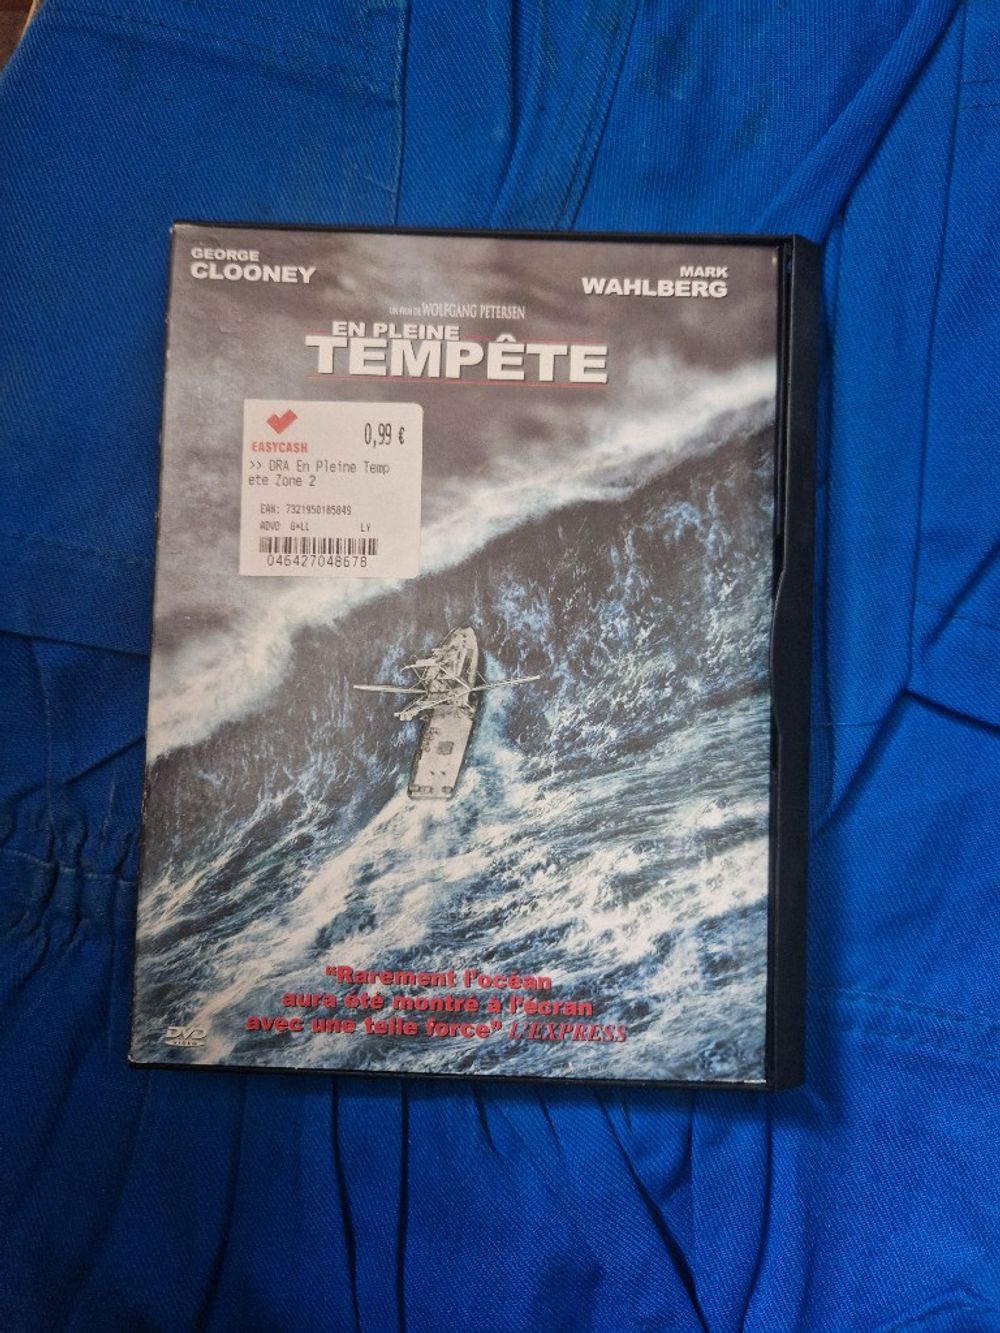 GEORGE
CLOONEY
MARK
WAHLBERG
UN FILM DE WOLFGANG PETERSEN
EN PLEINE
TEMPÊTE
EASYCASH
0,99 €
>> DRA En Pleine Temp
ete Zone 2
EAN: 7321950185849
ADVD G*LL LY
046427048678
"Rarement l'océan
aura été montré à l'écran
avec une telle force" L'EXPRESS
DVD
VIDEO